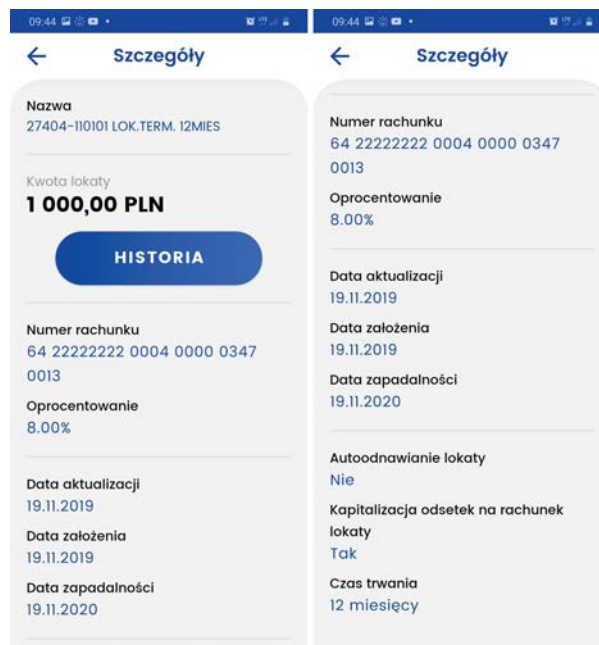 09:44
Szczegóły
Nazwa
27404-110101 LOK.TERM. 12MIES
Kwota lokaty
1 000,00 PLN
HISTORIA
Numer rachunku
64 22222222 0004 0000 0347
0013
Oprocentowanie
8.00%
Data aktualizacji
19.11.2019
Data założenia
19.11.2019
Data zapadalności
19.11.2020
09:44
Szczegóły
Numer rachunku
64 22222222 0004 0000 0347
0013
Oprocentowanie
8.00%
Data aktualizacji
19.11.2019
Data założenia
19.11.2019
Data zapadalności
19.11.2020
Autoodnawianie lokaty
Nie
Kapitalizacja odsetek na rachunek
lokaty
Tak
Czas trwania
12 miesięcy